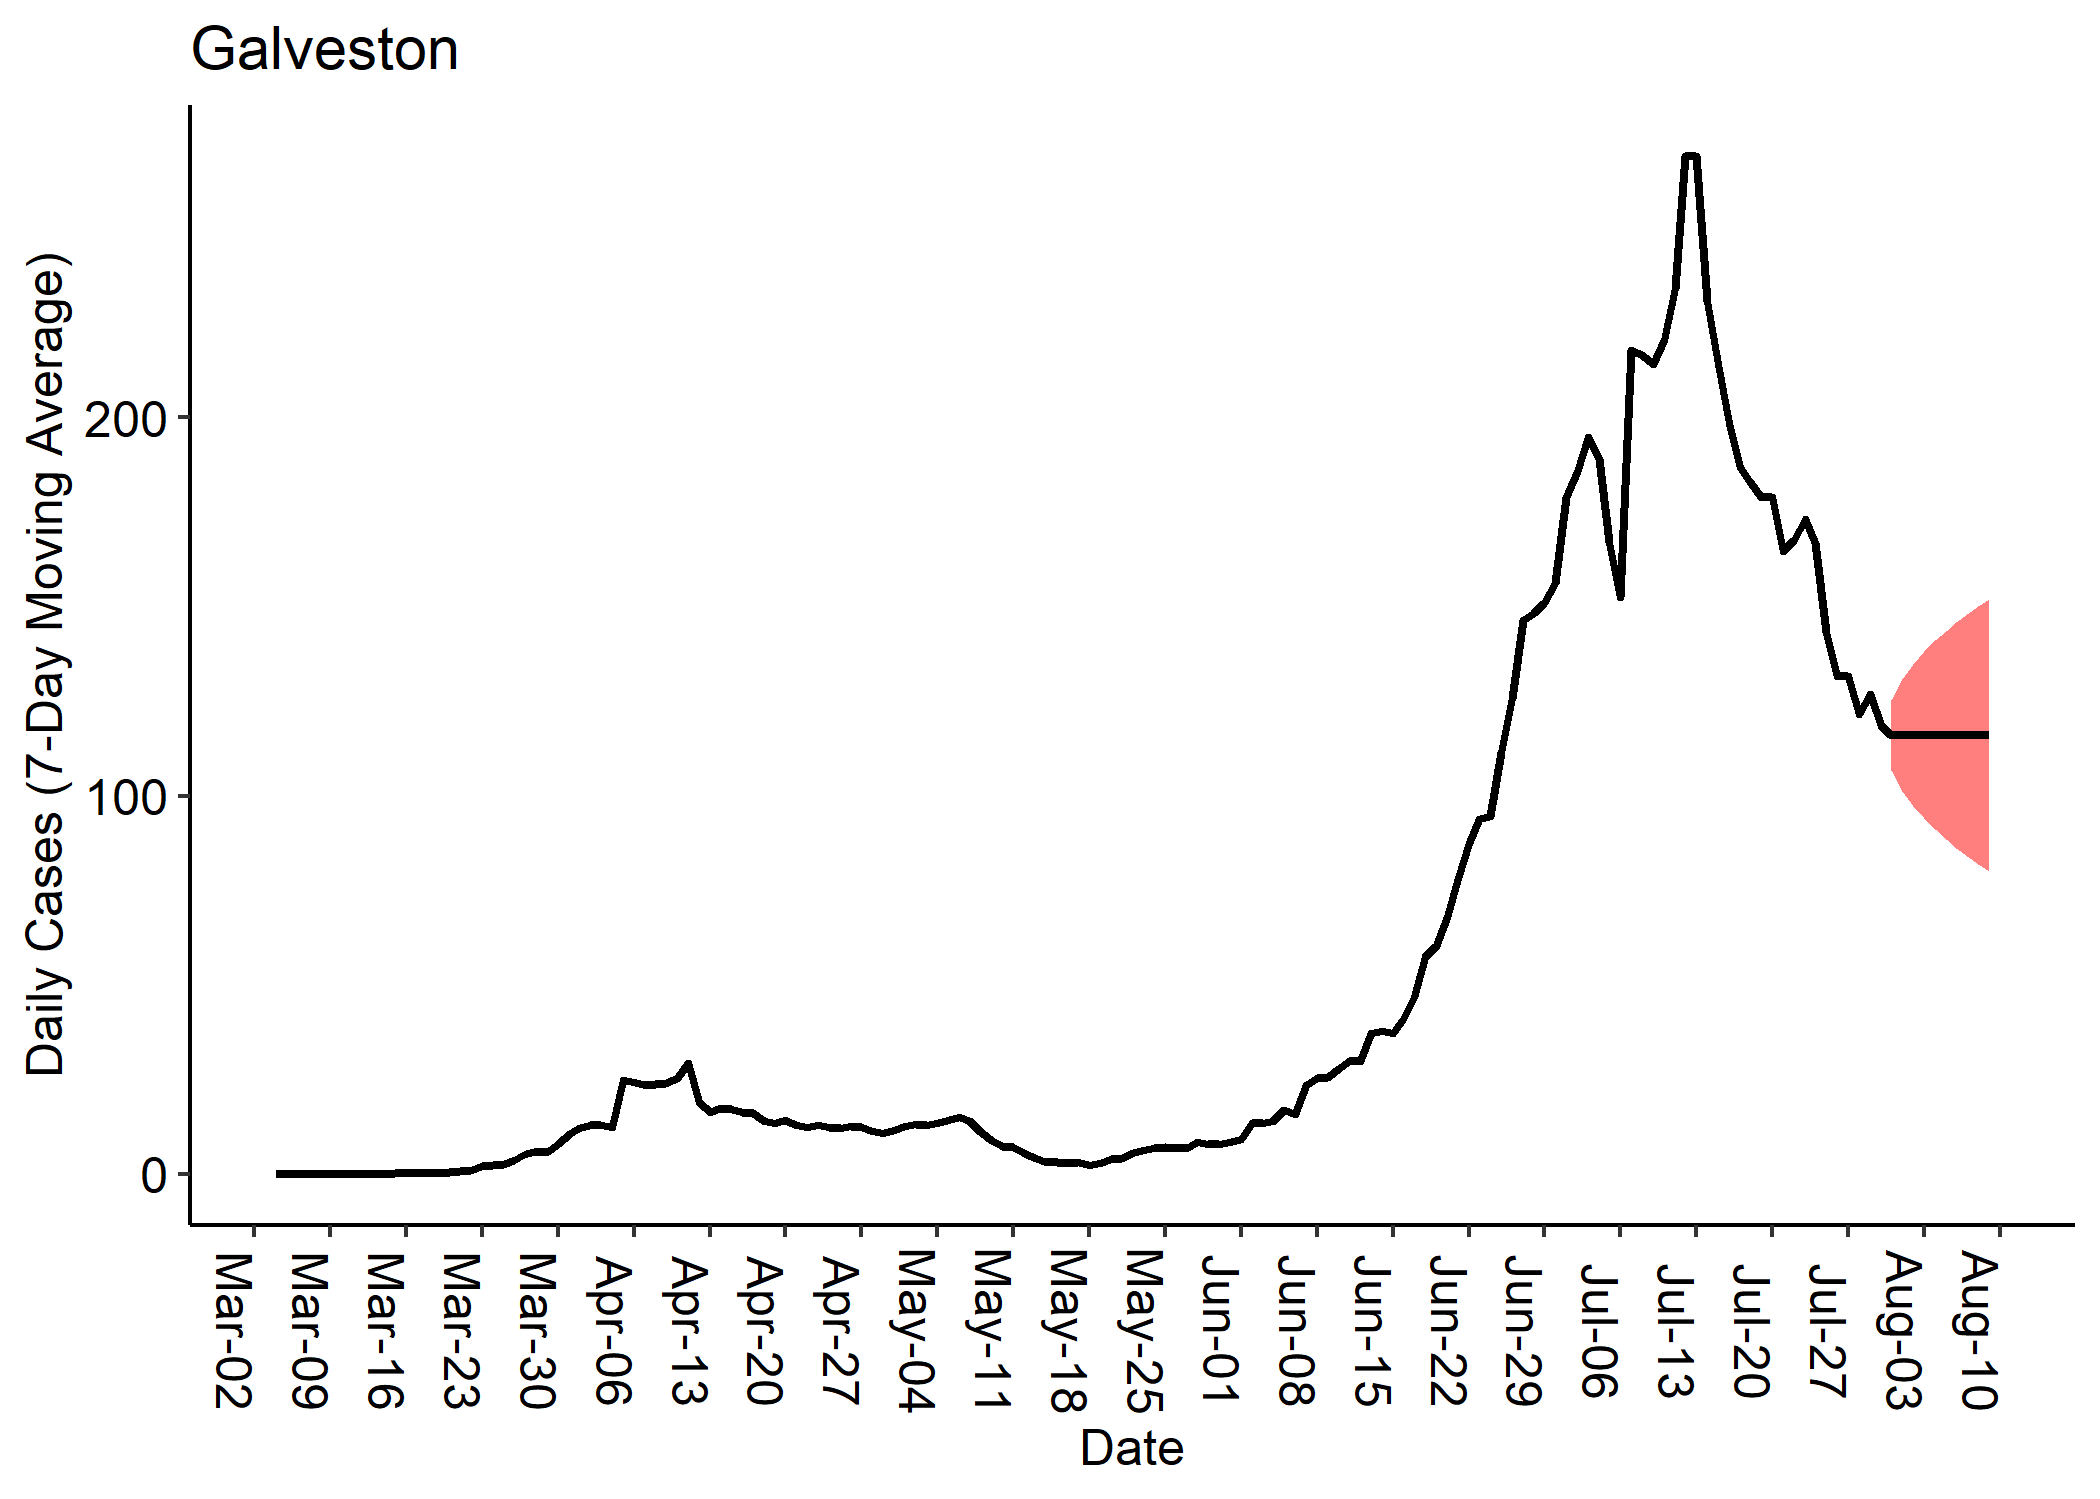 Galveston
Daily Cases (7-Day Moving Average)
200
100
0
Mar-02
Mar-09
Mar-16
Mar-23
Mar-30
Apr-06
Apr-13
Apr-20
Apr-27
May-04
May-11
May-18
May-25
Jun-01
Jun-08
Jun-15
Jun-22
Jun-29
Jul-06
Jul-13
Jul-20
Jul-27
Aug-03
Aug-10
Date